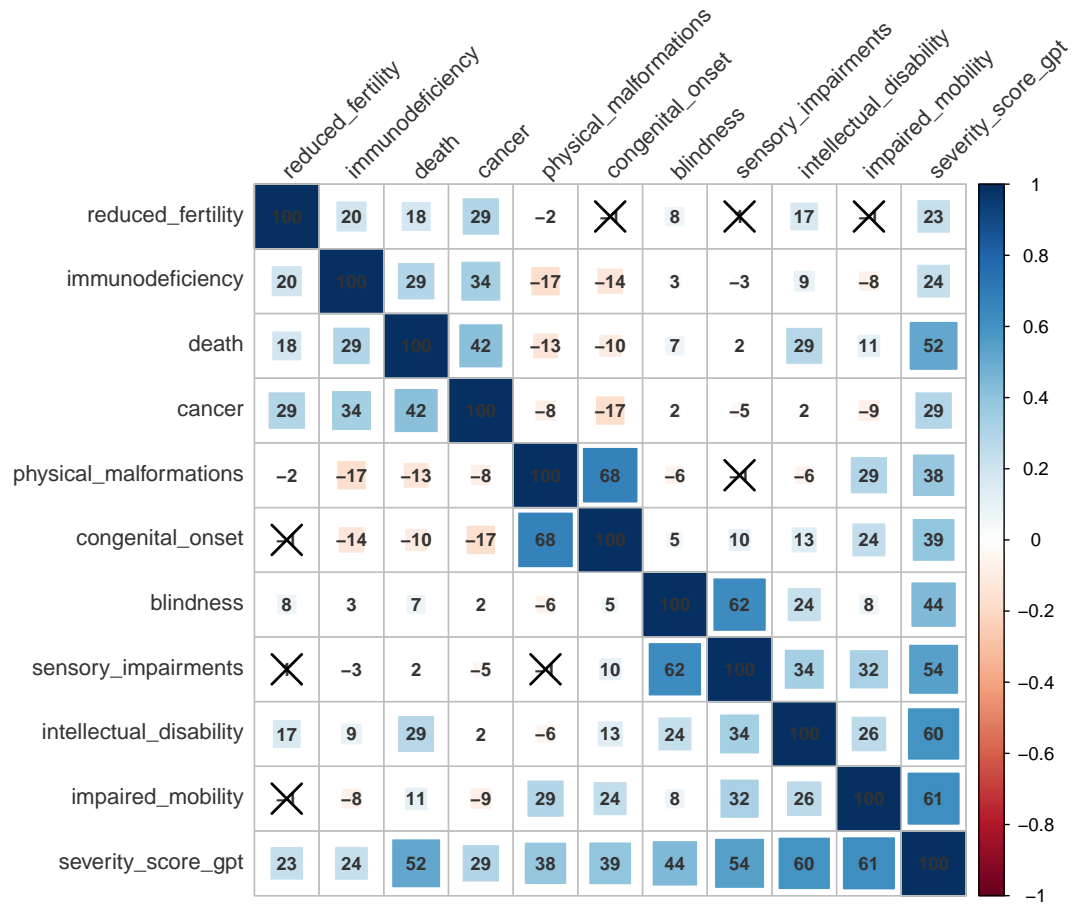 reduced_fertility
immunodeficiency
death
cancer
physical_malformations
congenital_onset
blindness
sensory_impairments
intellectual_disability
impaired_mobility
severity_score_gpt
reduced_fertility 100 20 18 29 −2 −1 8 1 17 −1 23
immunodeficiency 20 100 29 34 −17 −14 3 −3 9 −8 24
death 18 29 100 42 −13 −10 7 2 29 11 52
cancer 29 34 42 100 −8 −17 2 −5 2 −9 29
physical_malformations −2 −17 −13 −8 100 68 −6 −1 −6 29 38
congenital_onset −1 −14 −10 −17 68 100 5 10 13 24 39
blindness 8 3 7 2 −6 5 100 62 24 8 44
sensory_impairments 1 −3 2 −5 −1 10 62 100 34 32 54
intellectual_disability 17 9 29 2 −6 13 24 34 100 26 60
impaired_mobility −1 −8 11 −9 29 24 8 32 26 100 61
severity_score_gpt 23 24 52 29 38 39 44 54 60 61 100
1
0.8
0.6
0.4
0.2
0
−0.2
−0.4
−0.6
−0.8
−1